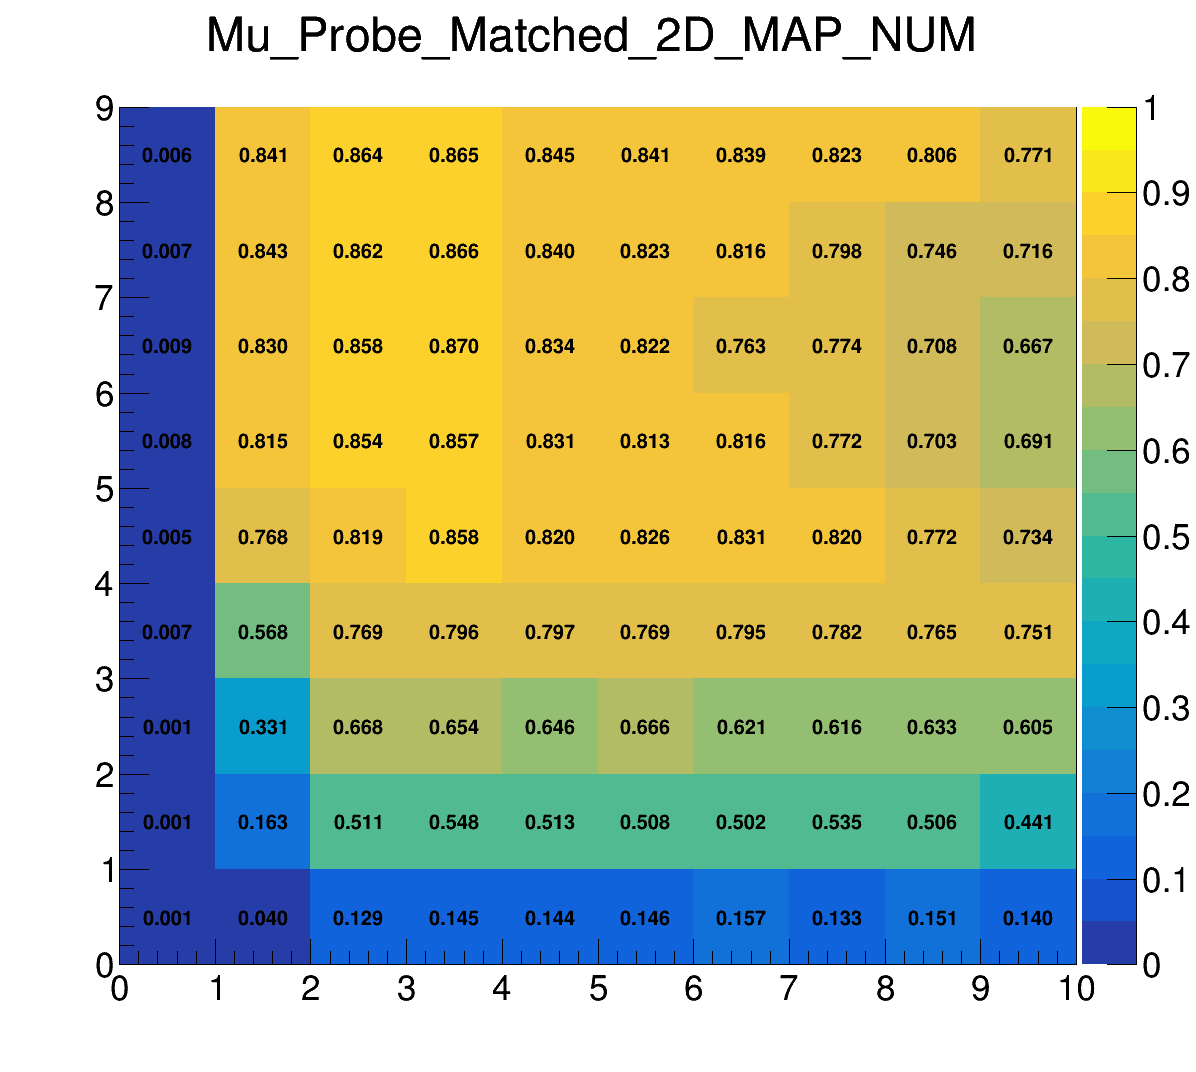 Mu_Probe_Matched_2D_MAP_NUM
9 1
0.006 0.841 0.864 0.865 0.845 0.841 0.839 0.823 0.806 0.771
8 0.9
0.007 0.843 0.862 0.866 0.840 0.823 0.816 0.798 0.746 0.716
7 0.8
0.009 0.830 0.858 0.870 0.834 0.822 0.763 0.774 0.708 0.667
6 0.7
0.008 0.815 0.854 0.857 0.831 0.813 0.816 0.772 0.703 0.691
5 0.6
0.005 0.768 0.819 0.858 0.820 0.826 0.831 0.820 0.772 0.734
4 0.5
0.007 0.568 0.769 0.796 0.797 0.769 0.795 0.782 0.765 0.751
3 0.4
0.001 0.331 0.668 0.654 0.646 0.666 0.621 0.616 0.633 0.605
2 0.3
0.001 0.163 0.511 0.548 0.513 0.508 0.502 0.535 0.506 0.441
1 0.2
0.001 0.040 0.129 0.145 0.144 0.146 0.157 0.133 0.151 0.140
0.1
0 0
0 1 2 3 4 5 6 7 8 9 10